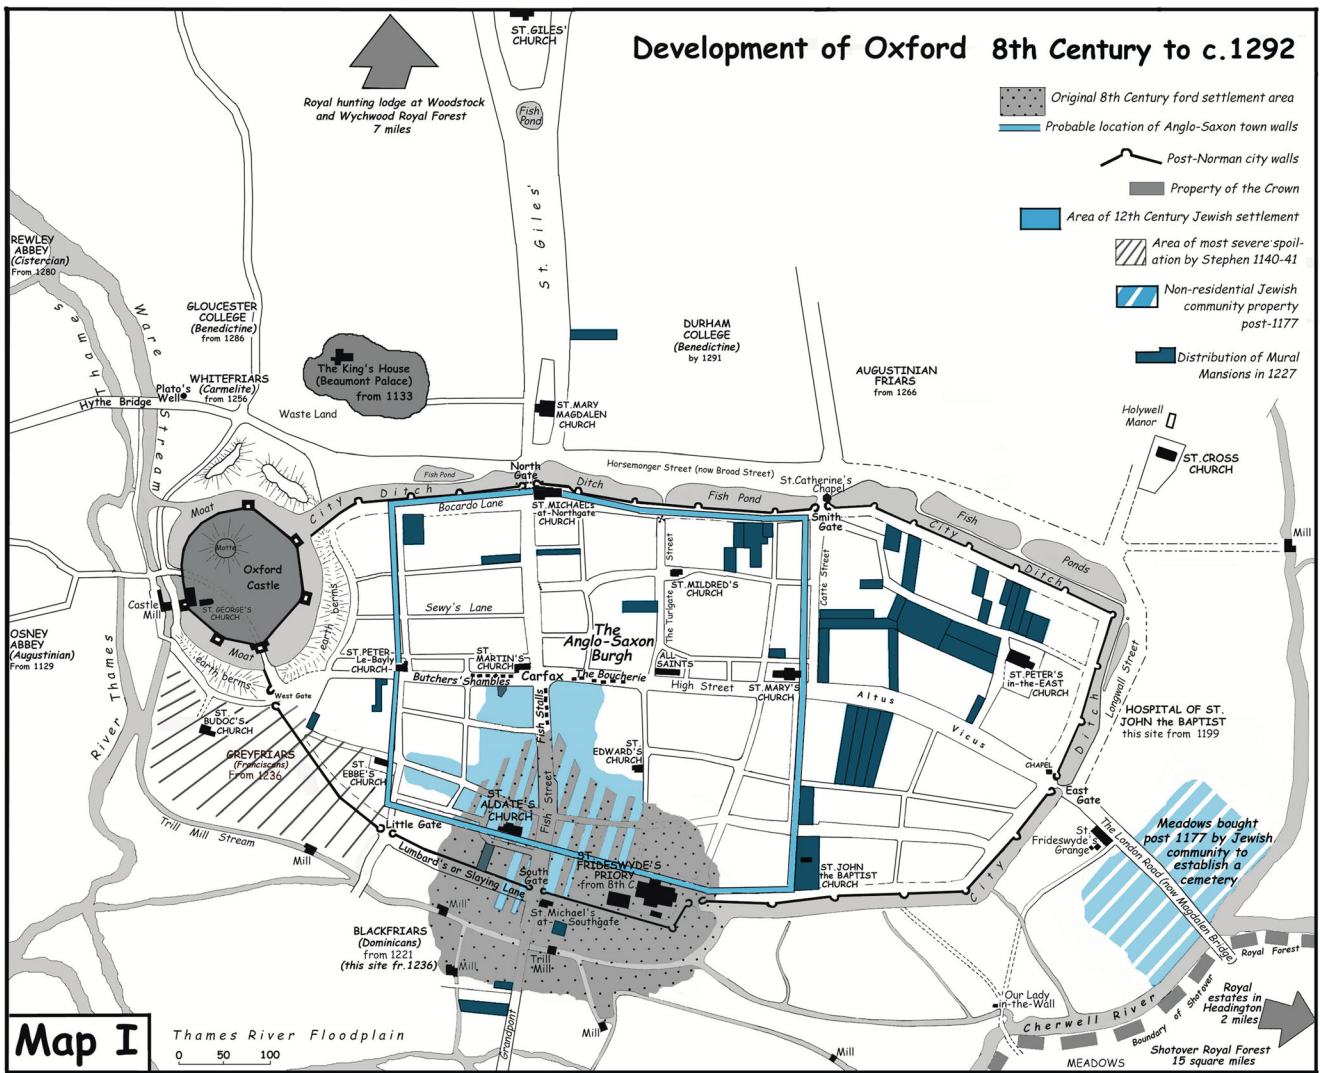 Development of Oxford 8th Century to c.1292
Original 8th Century ford settlement area
Probable location of Anglo-Saxon town walls
Post-Norman city walls
Property of the Crown
Area of 12th Century Jewish settlement
Area of most severe spoil-
ation by Stephen 1140-41
Non-residential Jewish
community property
post-1177
Distribution of Mural
Mansions in 1227
ST.GILES'
CHURCH
Royal hunting lodge at Woodstock
and Wychwood Royal Forest
7 miles
Fish
Pond
St. Giles'
REWLEY
ABBEY
(Cistercian)
From 1280
Thames
Ware
Stream
GLOUCESTER
COLLEGE
(Benedictine)
from 1286
The King's House
(Beaumont Palace)
from 1133
DURHAM
COLLEGE
(Benedictine)
by 1291
AUGUSTINIAN
FRIARS
from 1266
WHITEFRIARS
(Carmelite)
from 1256
Plato's
Well
Hythe Bridge
Waste Land
ST.MARY
MAGDALEN
CHURCH
Holywell
Manor
ST.CROSS
CHURCH
Mill
North
Gate
Fish Pond
Horsemonger Street (now Broad Street)
St.Catherine's
Chapel
City Ditch
Ditch
Fish Pond
Smith
Gate
City Ditch
Fish
Ponds
Bocardo Lane
ST.MICHAEL's
-at-Northgate
CHURCH
Moat
Motte
Oxford
Castle
ST.GEORGE'S
CHURCH
Castle
Mill
Moat
earth berms
earth berms
The Turlgate Street
ST.MILDRED'S
CHURCH
Catte Street
Sewy's Lane
The
Anglo-Saxon
Burgh
OSNEY
ABBEY
(Augustinian)
From 1129
River Thames
ST.PETER-
Le-Bayly
CHURCH
ST.
MARTIN'S
CHURCH
Butchers' Shambles
Carfax
The Boucherie
ALL
SAINTS
High Street
ST.MARY'S
CHURCH
ST.PETER'S
in-the-EAST
CHURCH
Longwall Street
Ditch
Altus Vicus
HOSPITAL OF ST.
JOHN the BAPTIST
this site from 1199
West Gate
ST.
BUDOC'S
CHURCH
GREYFRIARS
(Franciscans)
From 1236
ST.
EBBE'S
CHURCH
Fish Stalls
Fish Street
ST.
EDWARD'S
CHURCH
CHAPEL
East
Gate
ST.
ALDATE'S
CHURCH
Little Gate
Trill Mill Stream
Mill
Lumbard's or Slaying Lane
South
Gate
ST.
FRIDESWYDE'S
PRIORY
from 8th C.
ST.JOHN
the BAPTIST
CHURCH
City
St.
Frideswyde's
Grange
The London Road (now Magdalen Bridge)
Meadows bought
post 1177 by Jewish
community to
establish a
cemetery
St.Michael's
at- Southgate
Mill
BLACKFRIARS
(Dominicans)
from 1221
(this site fr.1236)
Mill
Trill
Mill
Royal Forest
Our Lady
in-the-Wall
Royal
estates in
Headington
2 miles
Cherwell River
Boundary of Shotover
MEADOWS
Shotover Royal Forest
15 square miles
Mill
Mill
Grandpont
Thames River Floodplain
0 50 100
Map I